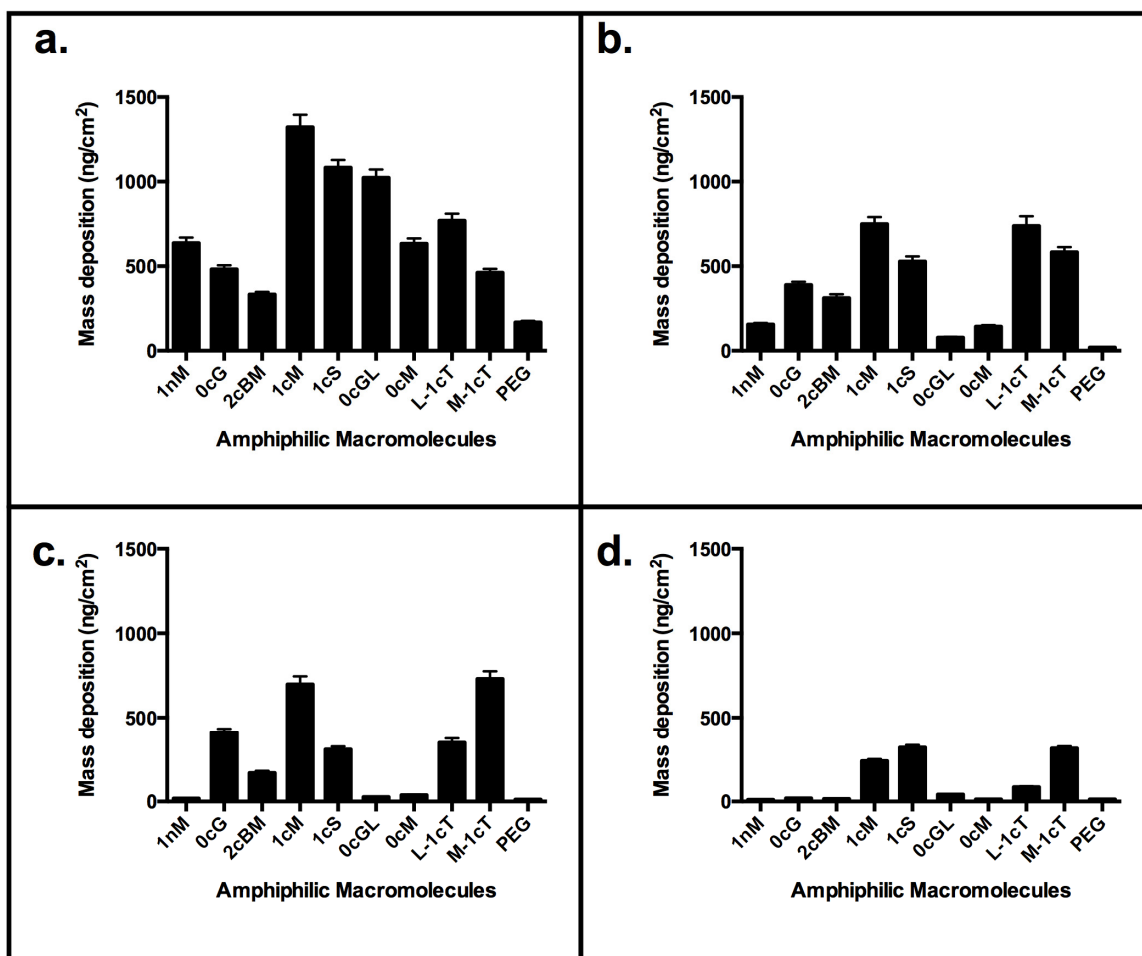 a.
Mass deposition (ng/cm²)
1500
1000
500
0
1nM 0cG 2cBM 1cM 1cS 0cGL 0cM L-1cT M-1cT PEG
Amphiphilic Macromolecules
b.
Mass deposition (ng/cm²)
1500
1000
500
0
1nM 0cG 2cBM 1cM 1cS 0cGL 0cM L-1cT M-1cT PEG
Amphiphilic Macromolecules
c.
Mass deposition (ng/cm²)
1500
1000
500
0
1nM 0cG 2cBM 1cM 1cS 0cGL 0cM L-1cT M-1cT PEG
Amphiphilic Macromolecules
d.
Mass deposition (ng/cm²)
1500
1000
500
0
1nM 0cG 2cBM 1cM 1cS 0cGL 0cM L-1cT M-1cT PEG
Amphiphilic Macromolecules